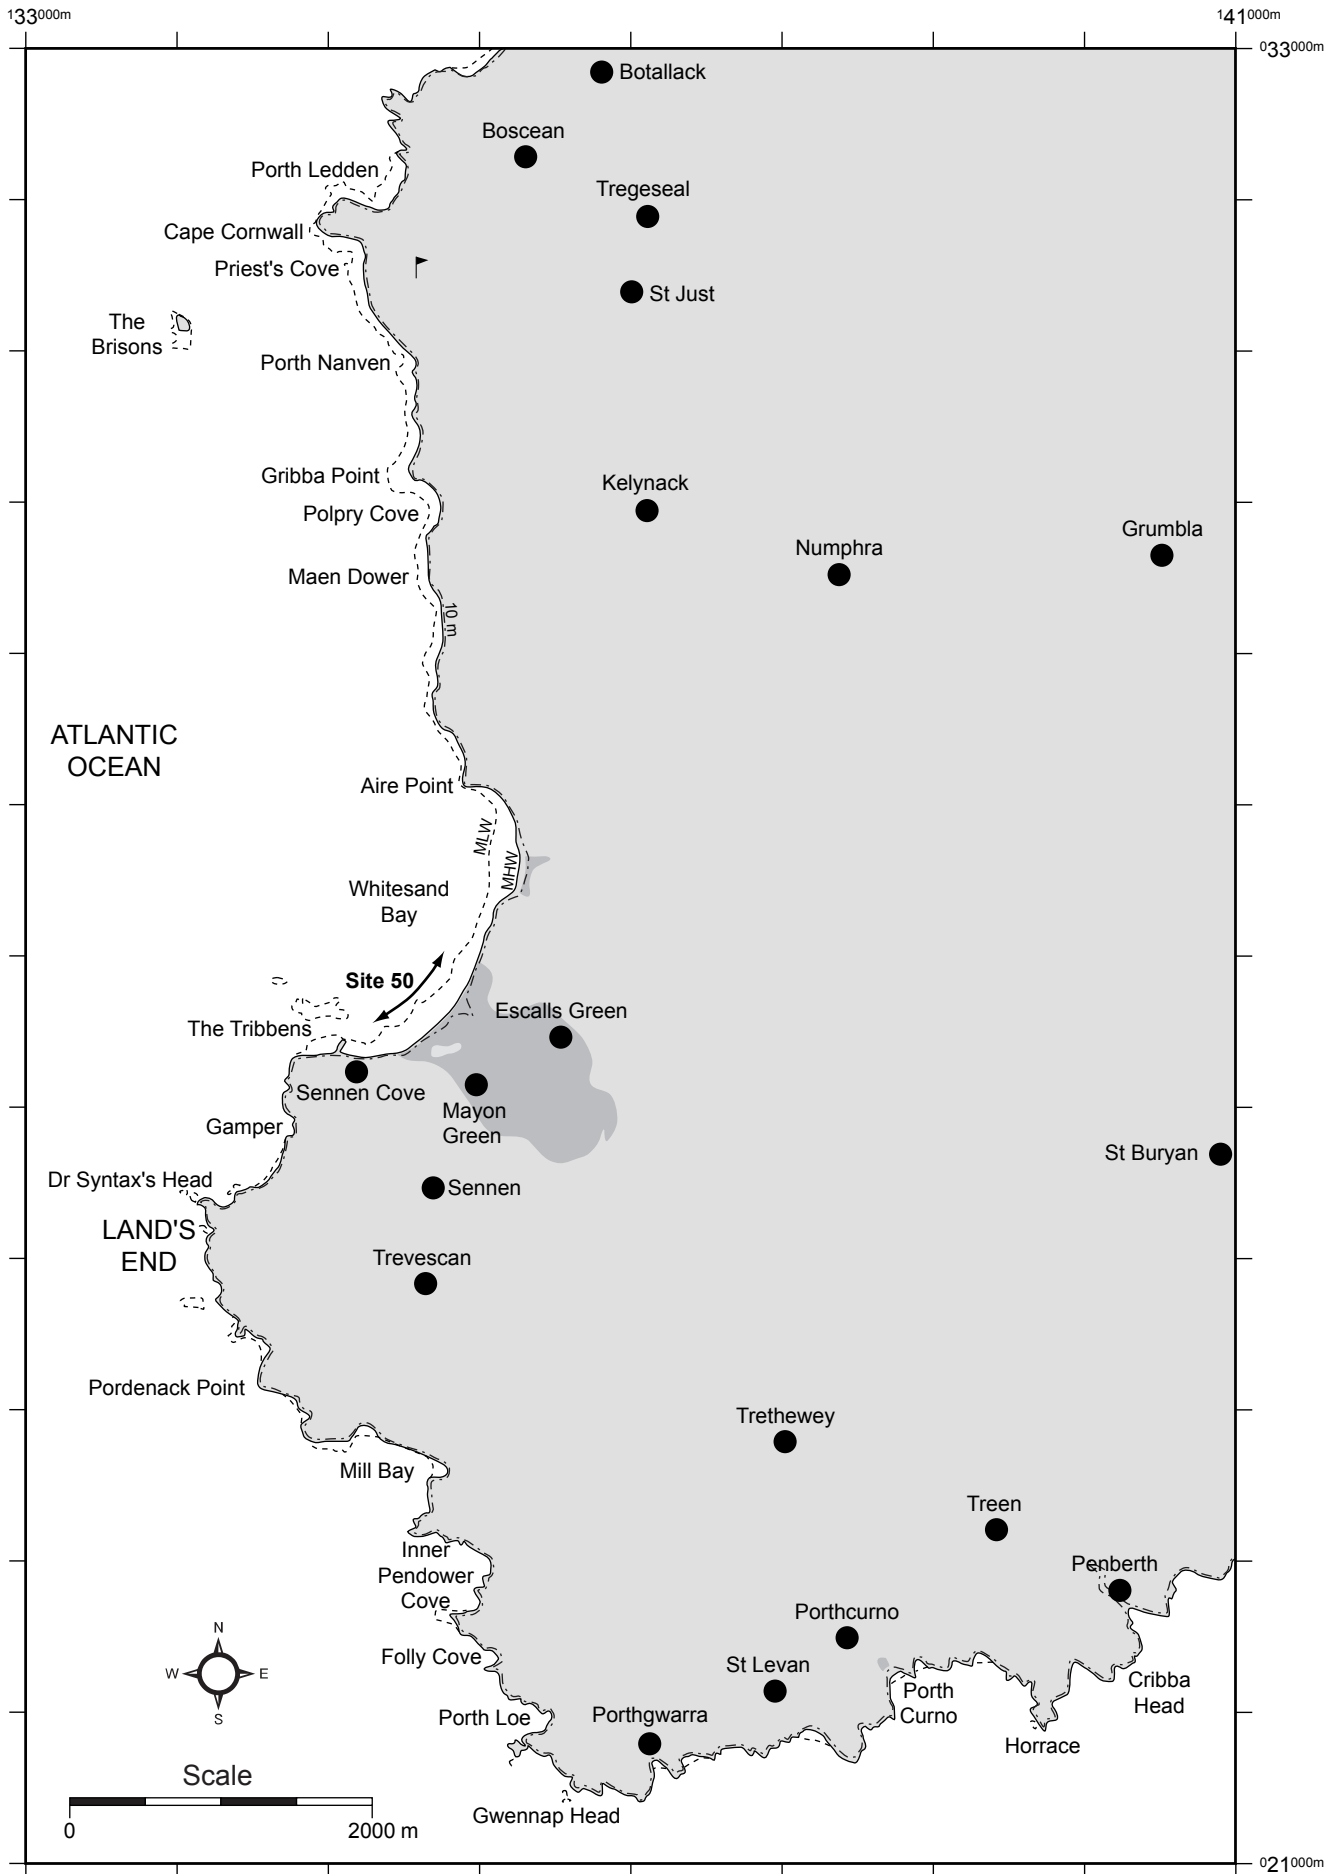 133000m
141000m
033000m
Botallack
Boscean
Porth Ledden
Tregeseal
Cape Cornwall
Priest's Cove
St Just
The
Brisons
Porth Nanven
Gribba Point
Kelynack
Polpry Cove
Grumbla
Numphra
Maen Dower
10 m
ATLANTIC
OCEAN
Aire Point
MLW
MHW
Whitesand
Bay
Site 50
Escalls Green
The Tribbens
Sennen Cove
Mayon
Green
Gamper
St Buryan
Dr Syntax's Head
Sennen
LAND'S
END
Trevescan
Pordenack Point
Trethewey
Mill Bay
Treen
Inner
Pendower
Cove
Penberth
Porthcurno
N
W
E
S
Folly Cove
St Levan
Cribba
Head
Porth
Curno
Porth Loe
Porthgwarra
Horrace
Scale
Gwennap Head
0
2000 m
021000m